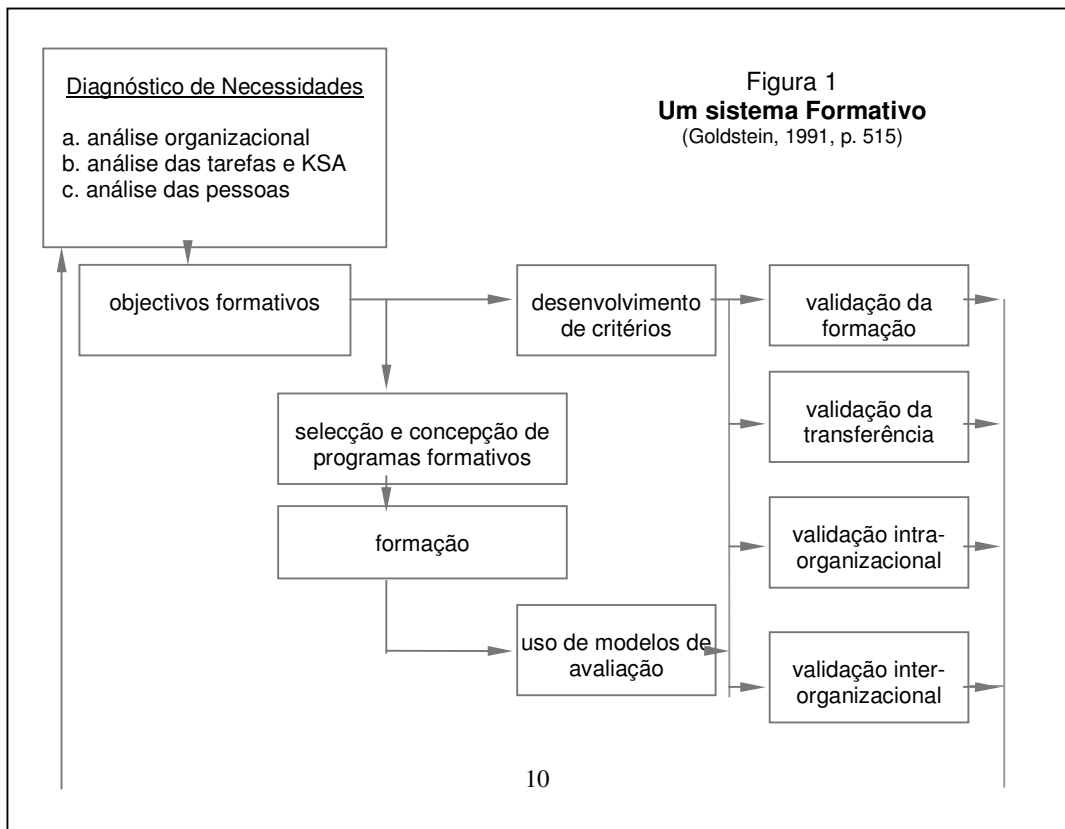 Diagnóstico de Necessidades
a. análise organizacional
b. análise das tarefas e KSA
c. análise das pessoas
Figura 1
Um sistema Formativo
(Goldstein, 1991, p. 515)
objectivos formativos
desenvolvimento
de critérios
validação da
formação
selecção e concepção de
programas formativos
validação da
transferência
formação
validação intra-
organizacional
uso de modelos de
avaliação
validação inter-
organizacional
10